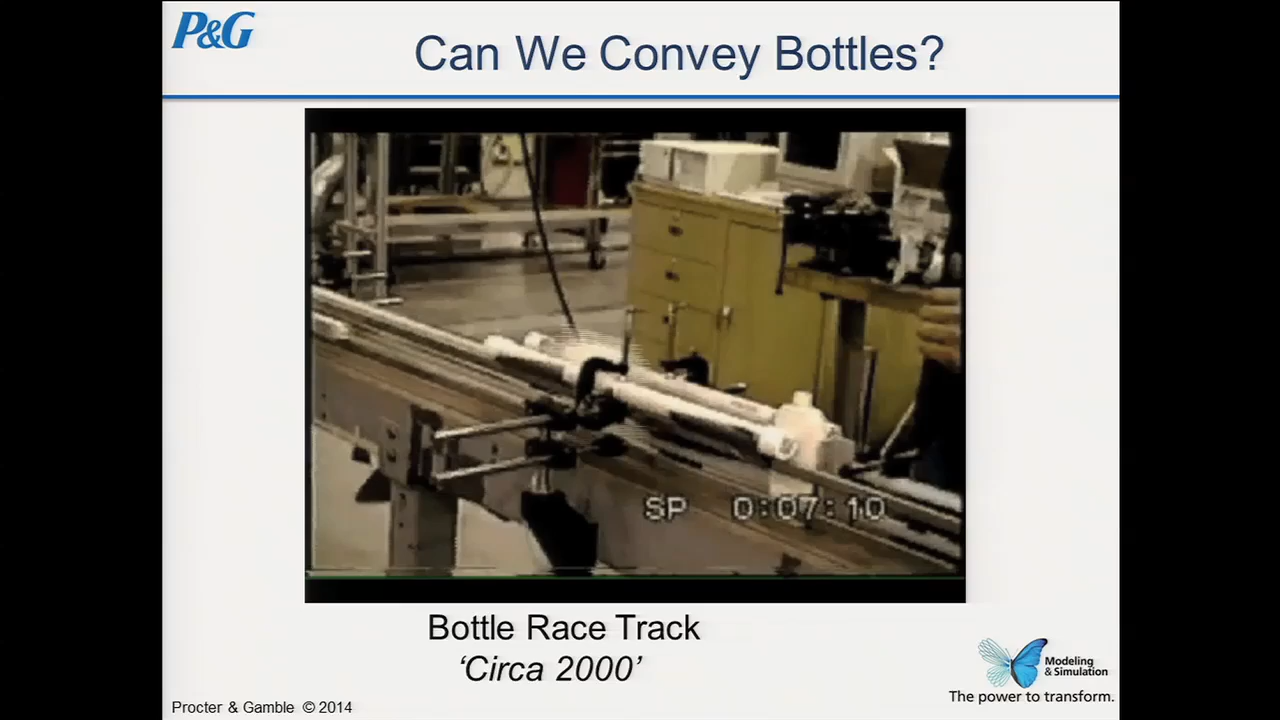 P&G
Can We Convey Bottles?
SP 0:07:10
Bottle Race Track
‘Circa 2000’
Modeling
& Simulation
The power to transform.
Procter & Gamble © 2014